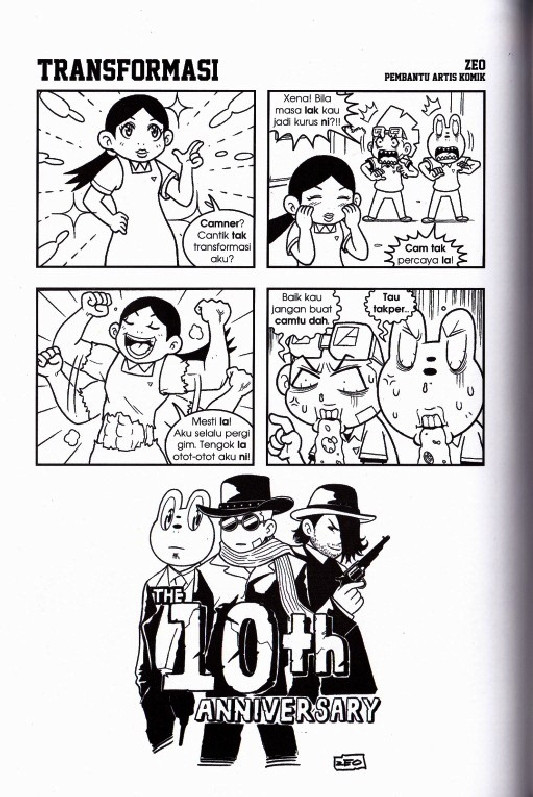 TRANSFORMASI
ZEO
PEMBANTU ARTIS KOMIK
Camner?
Cantik tak
transformasi
aku?
Xena! Bila
masa lak kau
jadi kurus ni?!!
Cam tak
percaya la!
Mesti la!
Aku selalu pergi
gim. Tengok la
otot-otot aku ni!
Baik kau
jangan buat
camtu dah.
Tau
takper..
THE
10th
ANNIVERSARY
ZEO